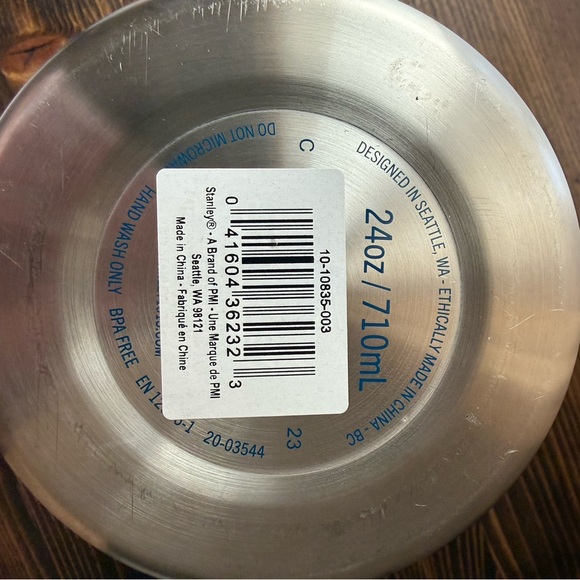 10-10835-003
0 41604 36232 3
Stanley® - A Brand of PMI - Une Marque de PMI
Seattle, WA 98121
Made in China - Fabriqué en Chine
24oz / 710mL
DESIGNED IN SEATTLE, WA - ETHICALLY MADE IN CHINA - BC
C
23
DO NOT
HAND WASH ONLY BPA FREE EN 20-03544